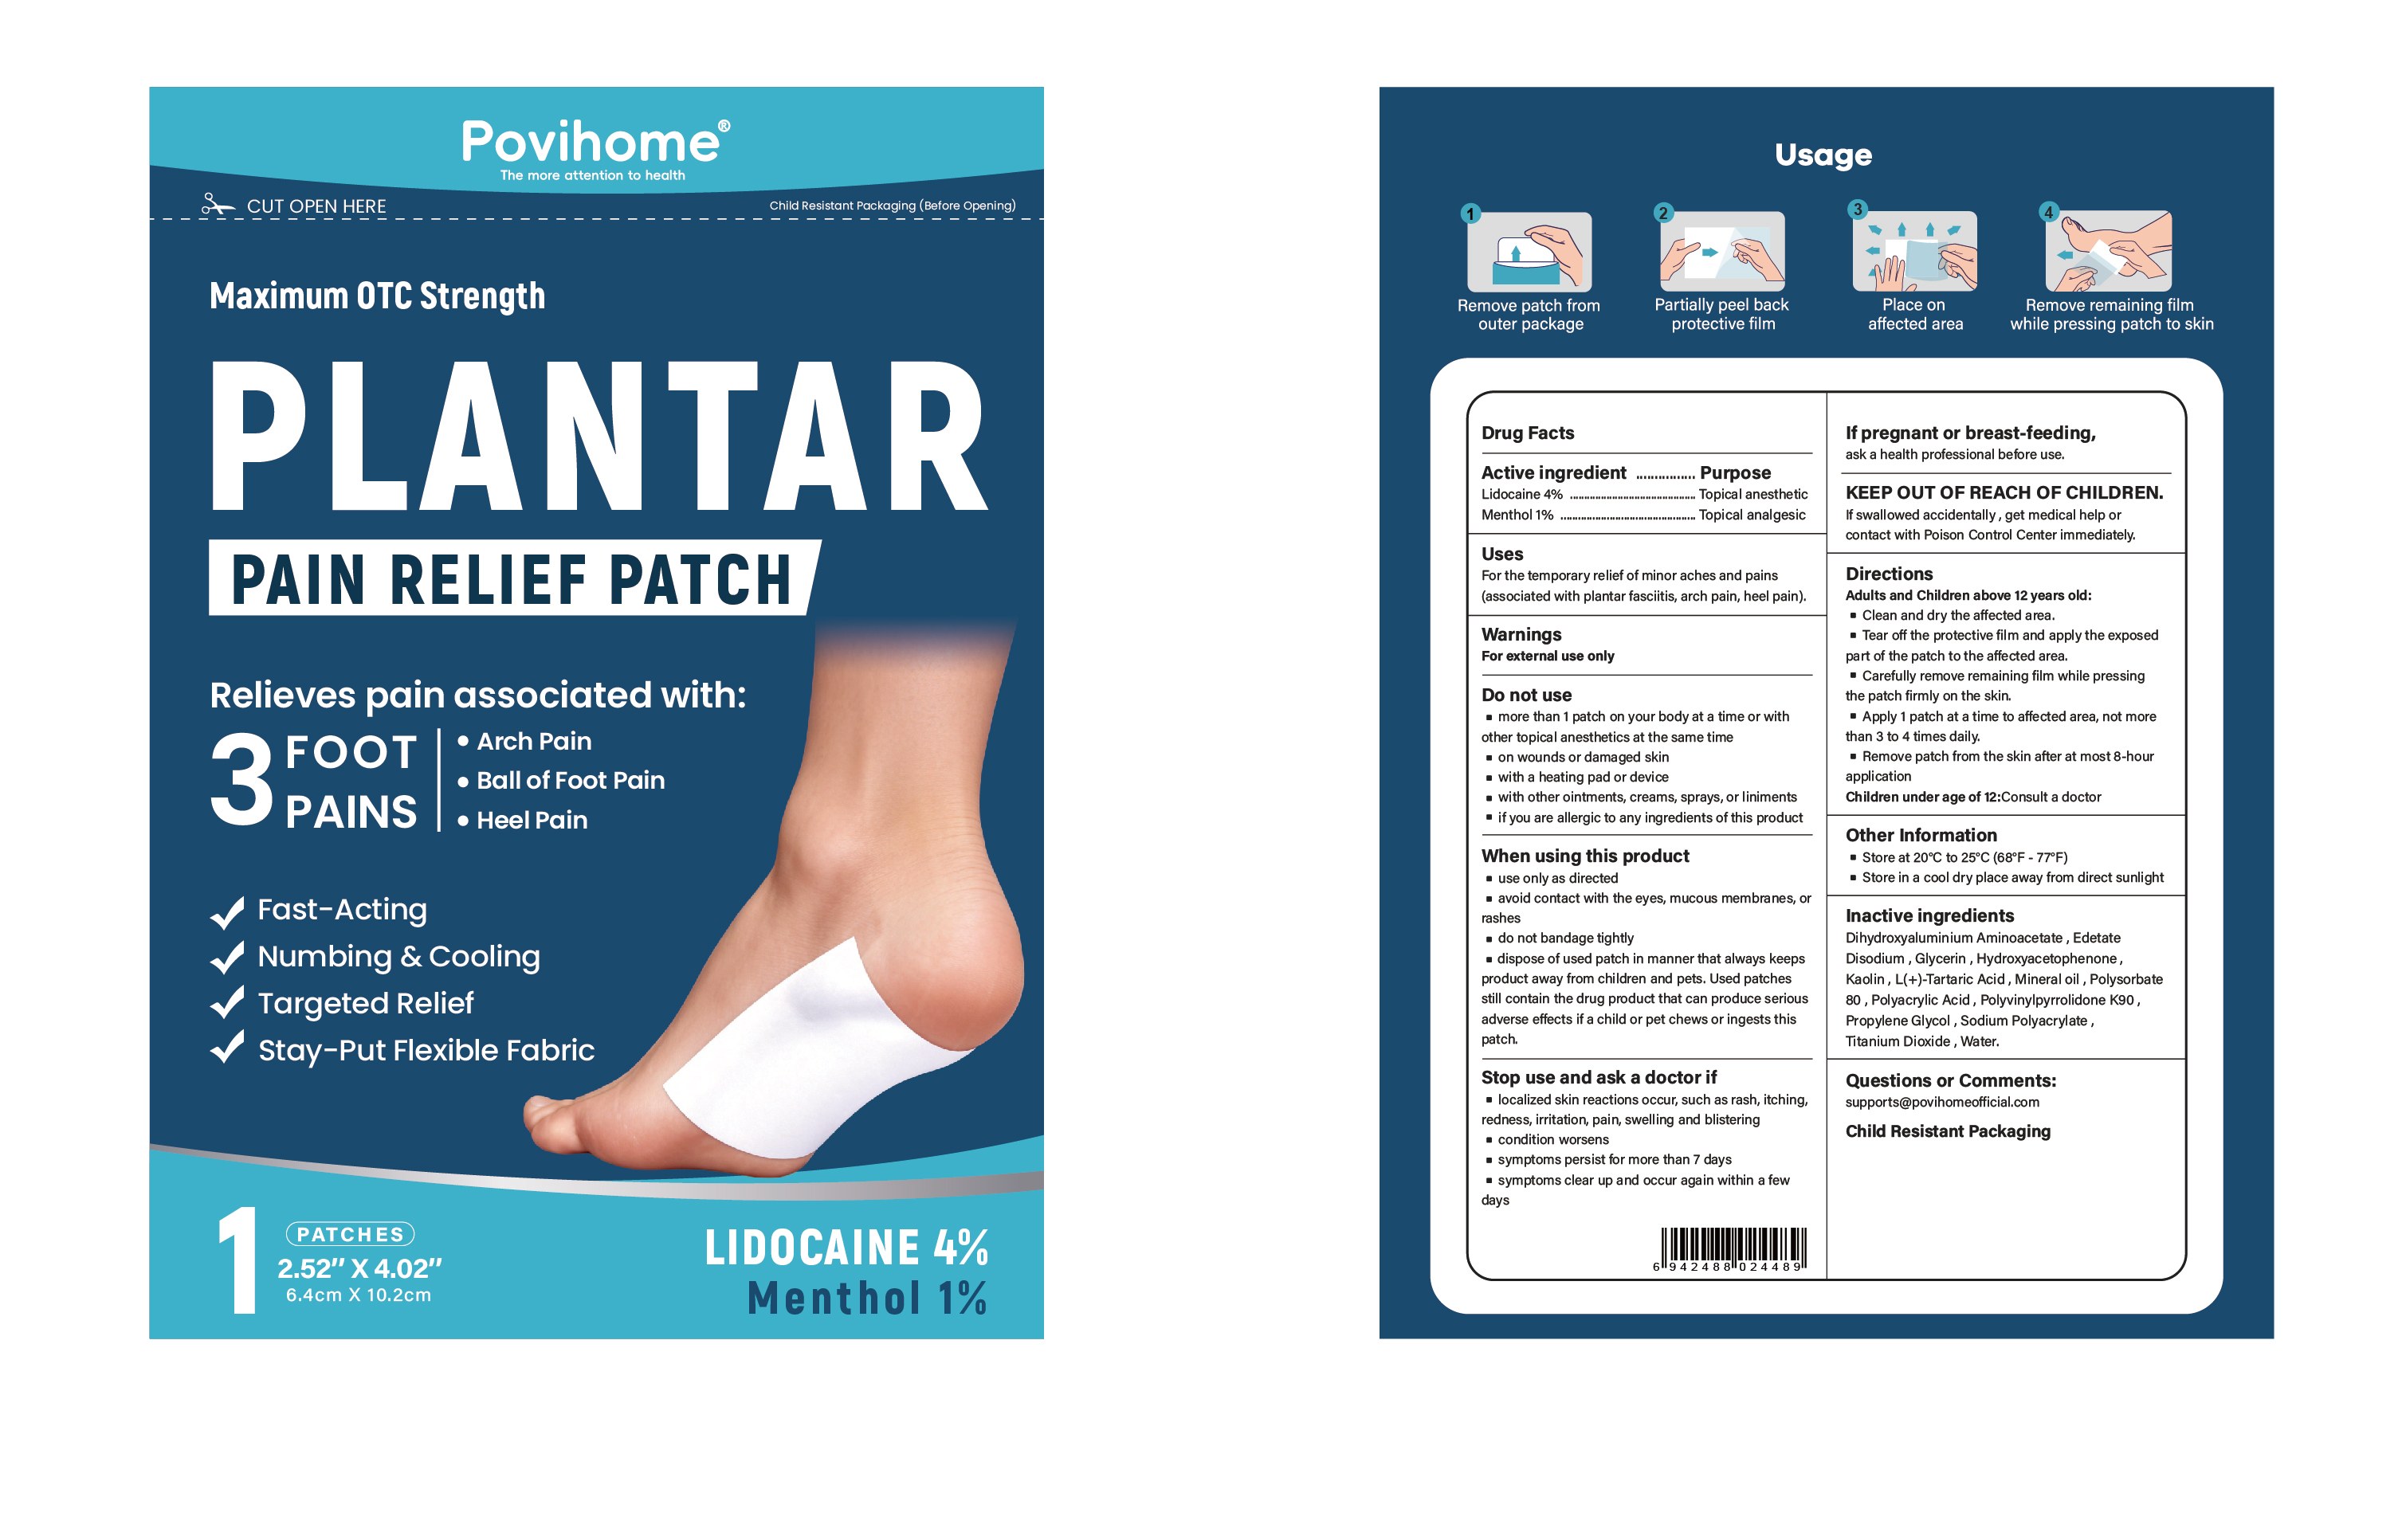 Povihome®
The more attention to health
CUT OPEN HERE
Child Resistant Packaging (Before Opening)
Maximum OTC Strength
PLANTAR
PAIN RELIEF PATCH
Relieves pain associated with:
3 FOOT
PAINS
• Arch Pain
• Ball of Foot Pain
• Heel Pain
Fast-Acting
Numbing & Cooling
Targeted Relief
Stay-Put Flexible Fabric
1 PATCHES
2.52" X 4.02"
6.4cm X 10.2cm
LIDOCAINE 4%
Menthol 1%
Usage
1
Remove patch from
outer package
2
Partially peel back
protective film
3
Place on
affected area
4
Remove remaining film
while pressing patch to skin
Drug Facts
Active ingredient ................ Purpose
Lidocaine 4% ........................................... Topical anesthetic
Menthol 1% .............................................. Topical analgesic
Uses
For the temporary relief of minor aches and pains
(associated with plantar fasciitis, arch pain, heel pain).
Warnings
For external use only
Do not use
▪ more than 1 patch on your body at a time or with
other topical anesthetics at the same time
▪ on wounds or damaged skin
▪ with a heating pad or device
▪ with other ointments, creams, sprays, or liniments
▪ if you are allergic to any ingredients of this product
When using this product
▪ use only as directed
▪ avoid contact with the eyes, mucous membranes, or
rashes
▪ do not bandage tightly
▪ dispose of used patch in manner that always keeps
product away from children and pets. Used patches
still contain the drug product that can produce serious
adverse effects if a child or pet chews or ingests this
patch.
Stop use and ask a doctor if
▪ localized skin reactions occur, such as rash, itching,
redness, irritation, pain, swelling and blistering
▪ condition worsens
▪ symptoms persist for more than 7 days
▪ symptoms clear up and occur again within a few
days
6 942488 024489
If pregnant or breast-feeding,
ask a health professional before use.
KEEP OUT OF REACH OF CHILDREN.
If swallowed accidentally , get medical help or
contact with Poison Control Center immediately.
Directions
Adults and Children above 12 years old:
▪ Clean and dry the affected area.
▪ Tear off the protective film and apply the exposed
part of the patch to the affected area.
▪ Carefully remove remaining film while pressing
the patch firmly on the skin.
▪ Apply 1 patch at a time to affected area, not more
than 3 to 4 times daily.
▪ Remove patch from the skin after at most 8-hour
application
Children under age of 12:Consult a doctor
Other Information
▪ Store at 20°C to 25°C (68°F - 77°F)
▪ Store in a cool dry place away from direct sunlight
Inactive ingredients
Dihydroxyaluminium Aminoacetate , Edetate
Disodium , Glycerin , Hydroxyacetophenone ,
Kaolin , L(+)-Tartaric Acid , Mineral oil , Polysorbate
80 , Polyacrylic Acid , Polyvinylpyrrolidone K90 ,
Propylene Glycol , Sodium Polyacrylate ,
Titanium Dioxide , Water.
Questions or Comments:
supports@povihomeofficial.com
Child Resistant Packaging